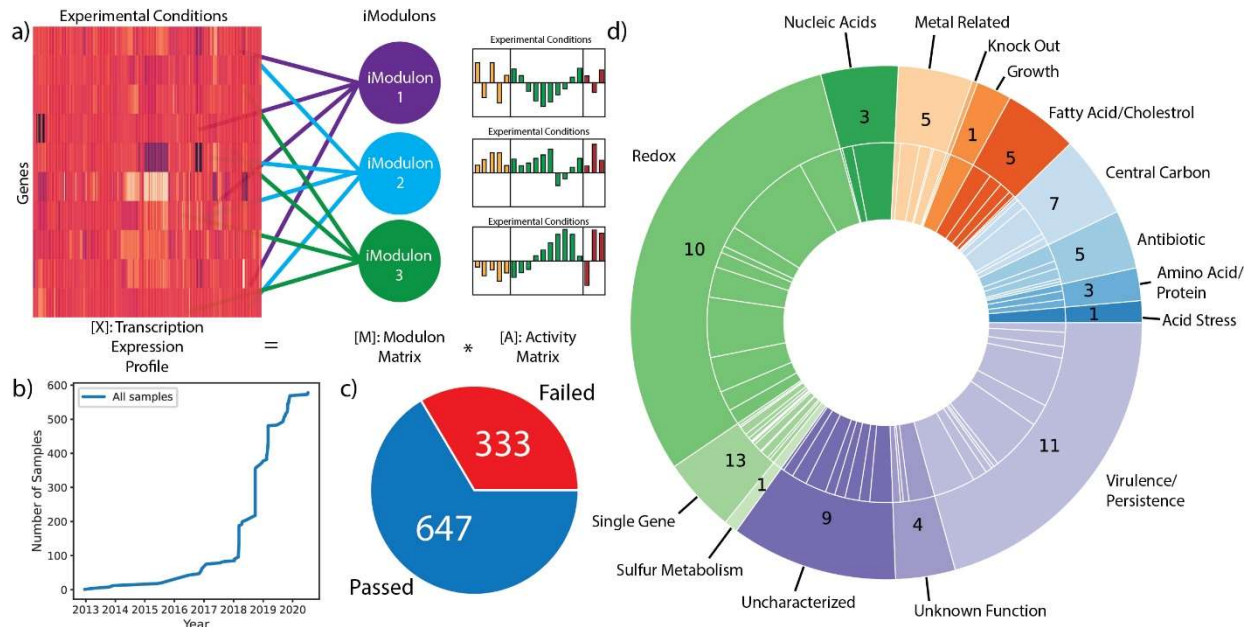 a)
Experimental Conditions
Genes
iModulons
iModulon
1
iModulon
2
iModulon
3
Experimental Conditions
Experimental Conditions
Experimental Conditions
[X]: Transcription
Expression
Profile
=
[M]: Modulon
Matrix
*
[A]: Activity
Matrix
b)
Number of Samples
600
500
400
300
200
100
0
All samples
2013 2014 2015 2016 2017 2018 2019 2020
Year
c)
Failed
333
647
Passed
d)
Nucleic Acids
Metal Related
Knock Out
Growth
Fatty Acid/Cholestrol
Central Carbon
Antibiotic
Amino Acid/
Protein
Acid Stress
Virulence/
Persistence
Unknown Function
Uncharacterized
Sulfur Metabolism
Single Gene
Redox
3
5
1
5
7
5
3
1
11
4
9
1
13
10